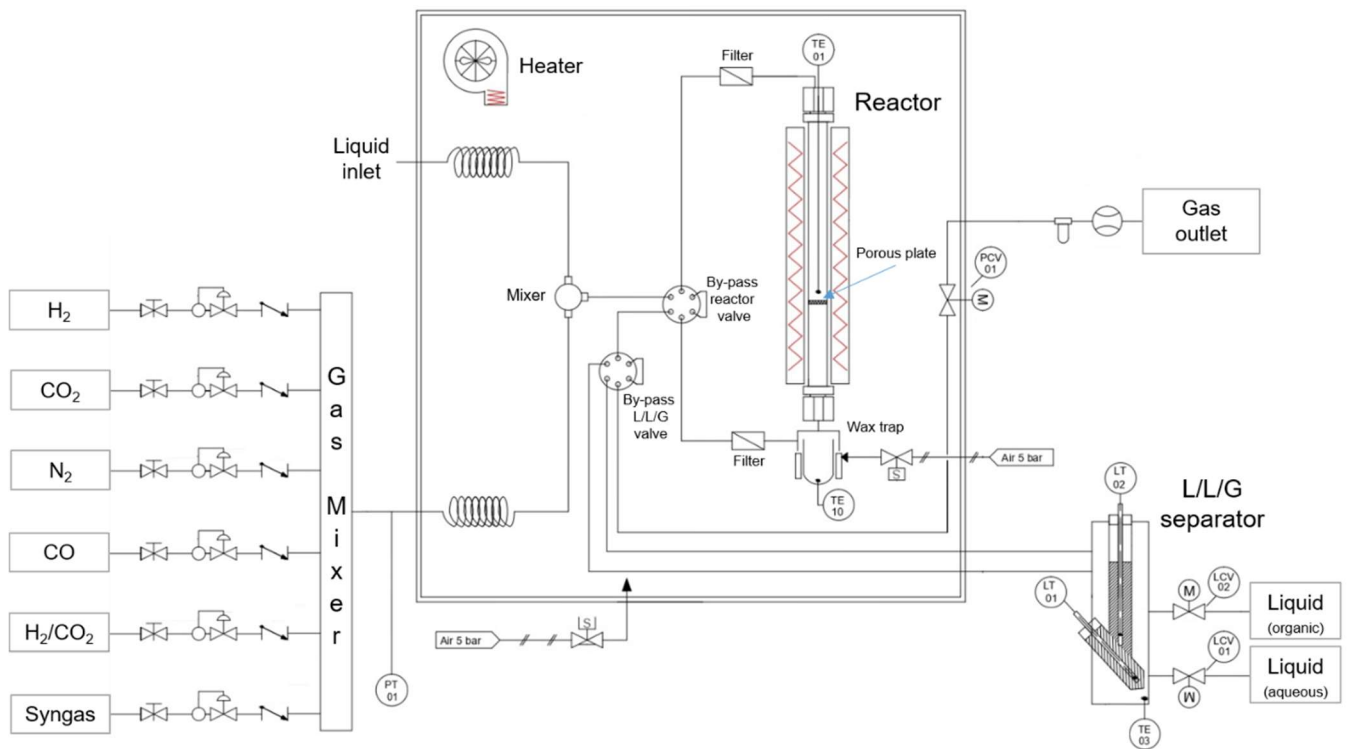 Heater
Filter
TE
01
Reactor
Liquid
inlet
Gas
outlet
Porous plate
PCV
01
M
Mixer
By-pass
reactor
valve
H2
CO2
N2
CO
H2/CO2
Syngas
Gas Mixer
By-pass
L/L/G
valve
Wax trap
Filter
S
Air 5 bar
TE
10
LT
02
L/L/G
separator
LT
01
M
LCV
02
Liquid
(organic)
LCV
01
M
Liquid
(aqueous)
TE
03
Air 5 bar
S
PT
01